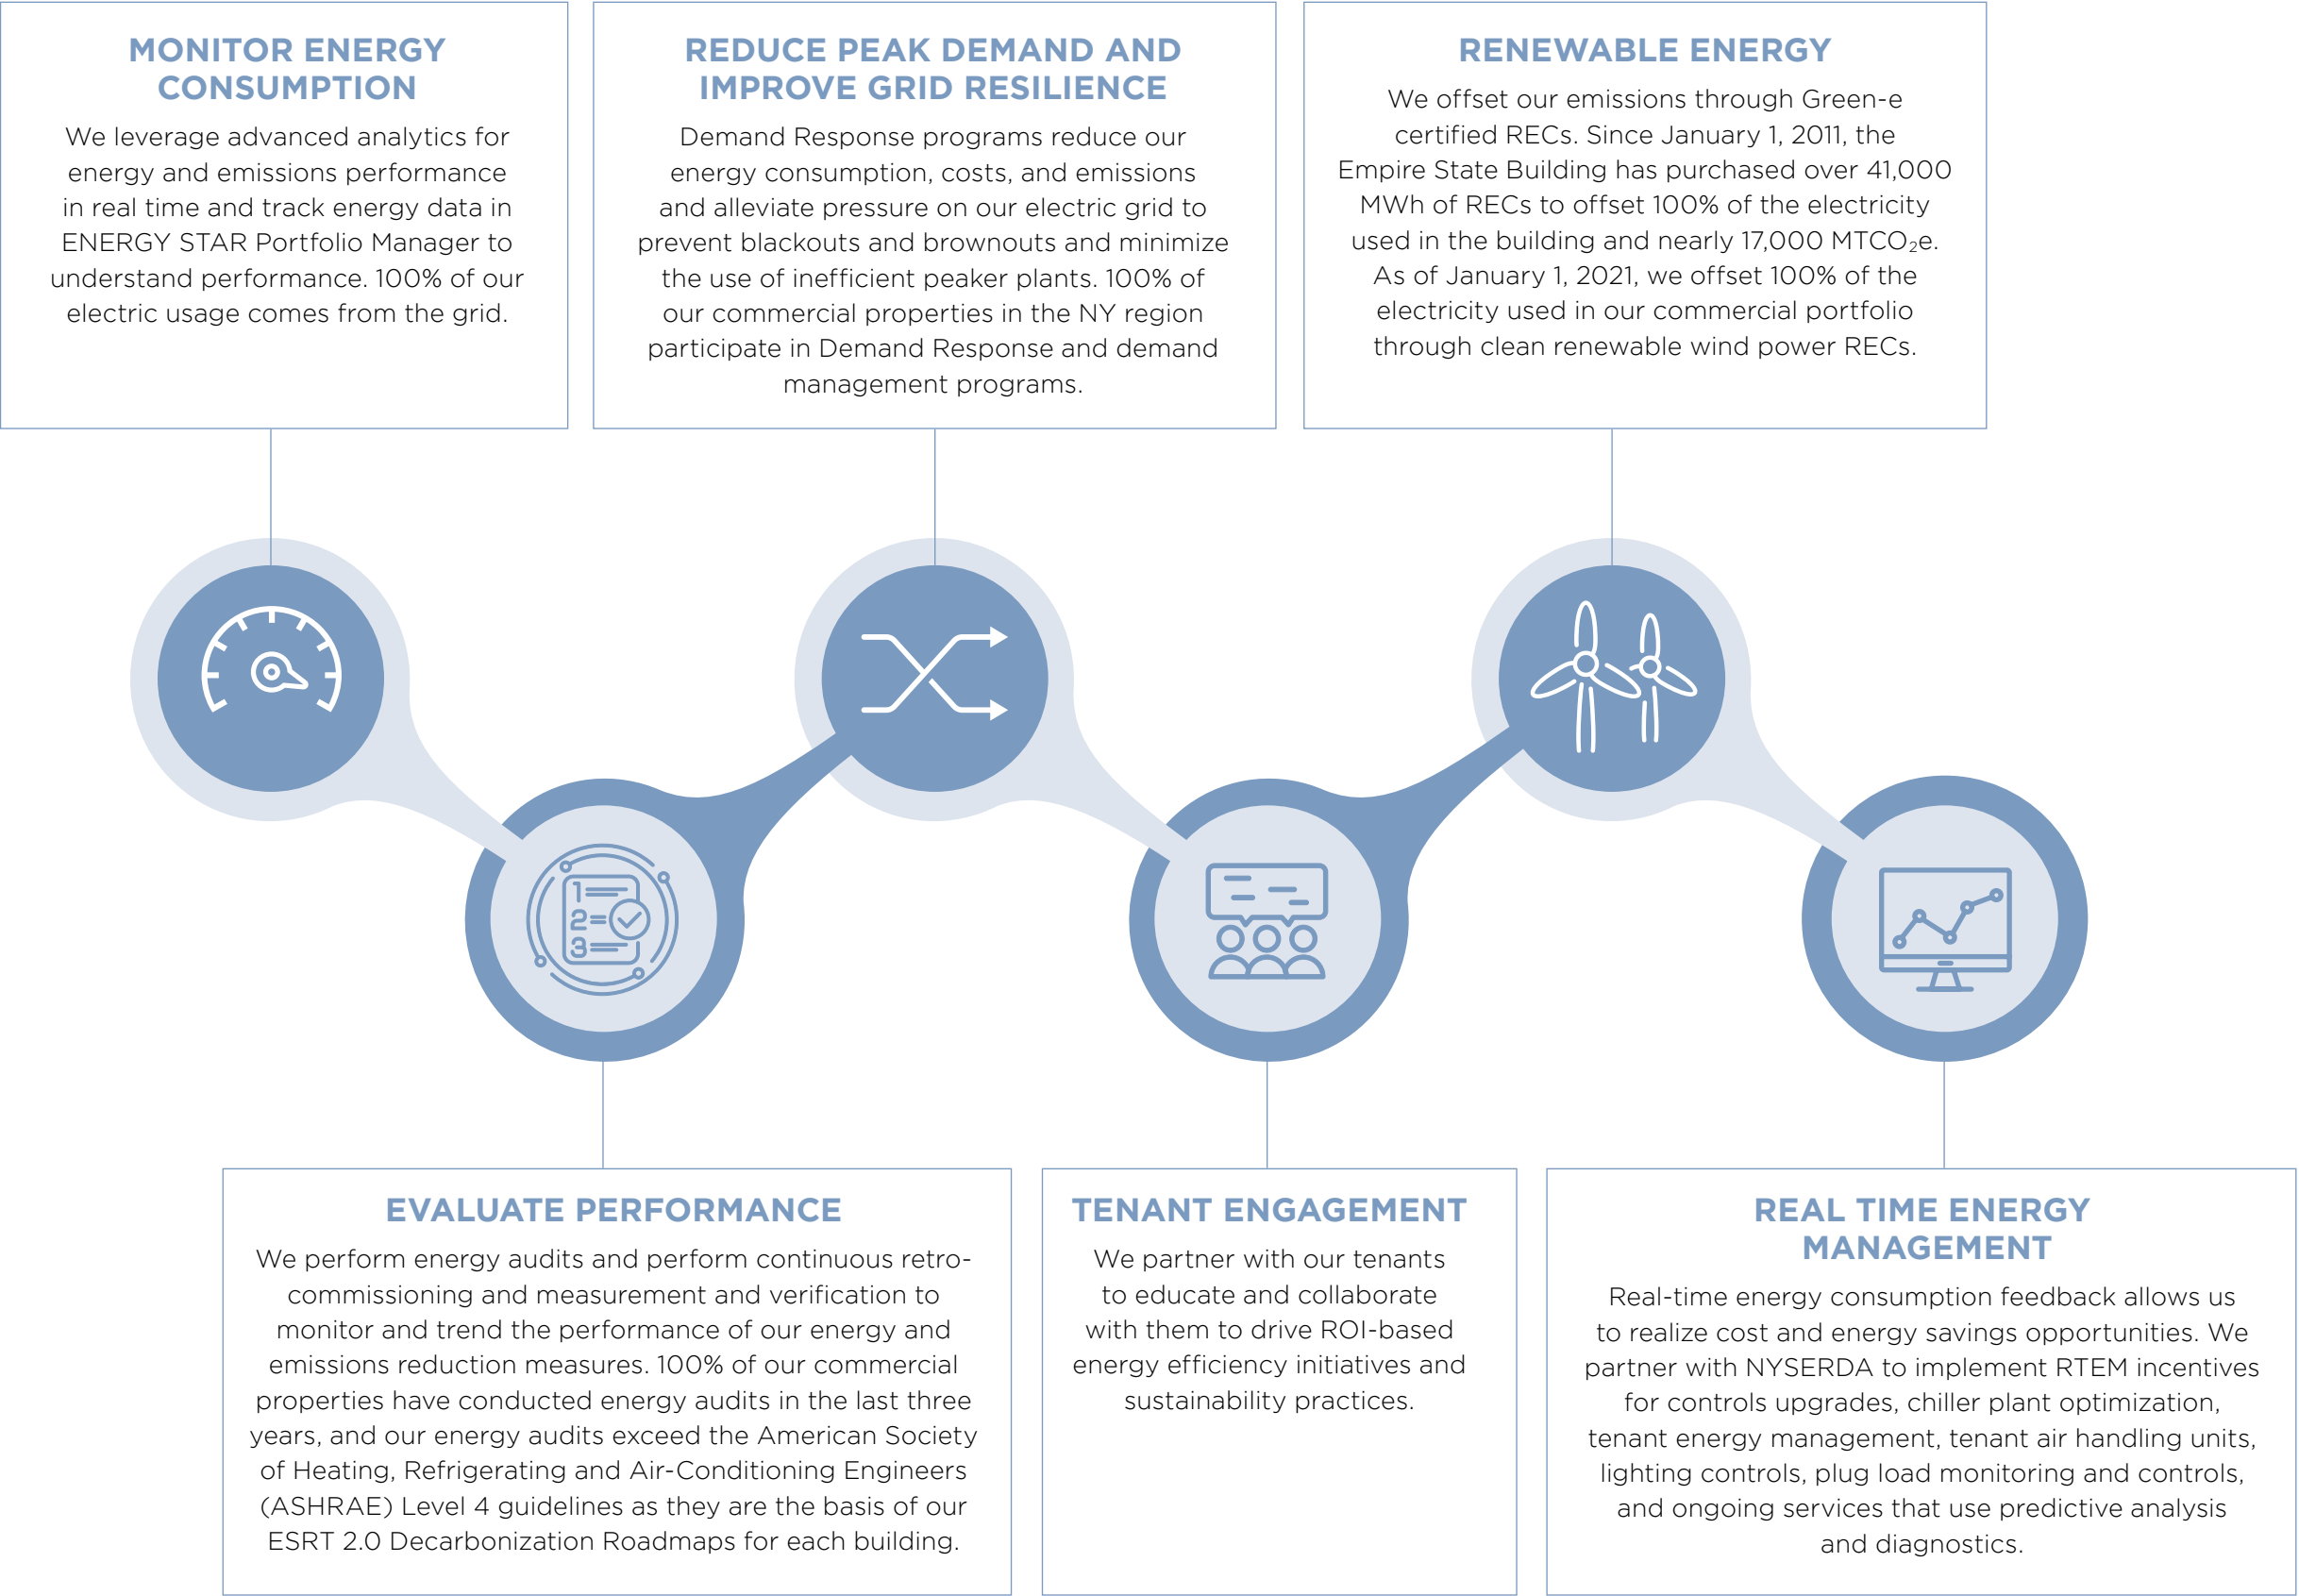 MONITOR ENERGY
CONSUMPTION
We leverage advanced analytics for
energy and emissions performance
in real time and track energy data in
ENERGY STAR Portfolio Manager to
understand performance. 100% of our
electric usage comes from the grid.
REDUCE PEAK DEMAND AND
IMPROVE GRID RESILIENCE
Demand Response programs reduce our
energy consumption, costs, and emissions
and alleviate pressure on our electric grid to
prevent blackouts and brownouts and minimize
the use of inefficient peaker plants. 100% of
our commercial properties in the NY region
participate in Demand Response and demand
management programs.
RENEWABLE ENERGY
We offset our emissions through Green-e
certified RECs. Since January 1, 2011, the
Empire State Building has purchased over 41,000
MWh of RECs to offset 100% of the electricity
used in the building and nearly 17,000 MTCO₂e.
As of January 1, 2021, we offset 100% of the
electricity used in our commercial portfolio
through clean renewable wind power RECs.
1
2
3
EVALUATE PERFORMANCE
We perform energy audits and perform continuous retro-
commissioning and measurement and verification to
monitor and trend the performance of our energy and
emissions reduction measures. 100% of our commercial
properties have conducted energy audits in the last three
years, and our energy audits exceed the American Society
of Heating, Refrigerating and Air-Conditioning Engineers
(ASHRAE) Level 4 guidelines as they are the basis of our
ESRT 2.0 Decarbonization Roadmaps for each building.
TENANT ENGAGEMENT
We partner with our tenants
to educate and collaborate
with them to drive ROI-based
energy efficiency initiatives and
sustainability practices.
REAL TIME ENERGY
MANAGEMENT
Real-time energy consumption feedback allows us
to realize cost and energy savings opportunities. We
partner with NYSERDA to implement RTEM incentives
for controls upgrades, chiller plant optimization,
tenant energy management, tenant air handling units,
lighting controls, plug load monitoring and controls,
and ongoing services that use predictive analysis
and diagnostics.